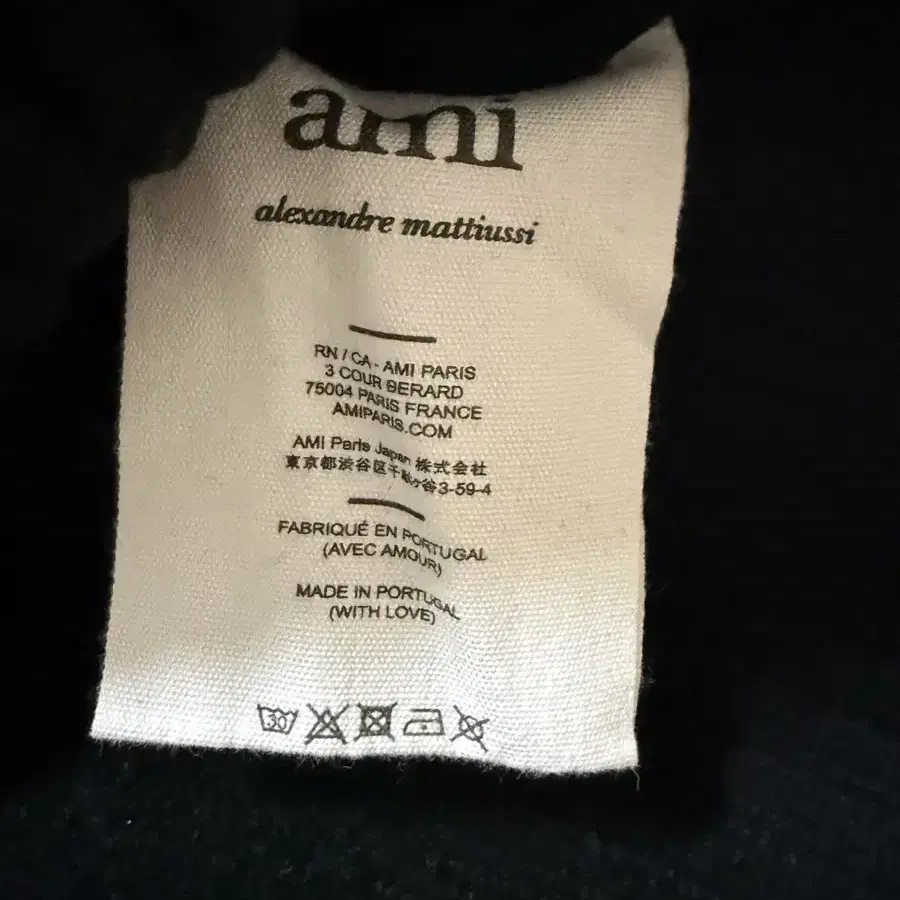 ami
alexandre mattiussi
RN / CA - AMI PARIS
3 COUR BERARD
75004 PARIS FRANCE
AMIPARIS.COM
AMI Paris Japan 株式会社
東京都渋谷区千駄ヶ谷3-59-4
FABRIQUÉ EN PORTUGAL
(AVEC AMOUR)
MADE IN PORTUGAL
(WITH LOVE)
30